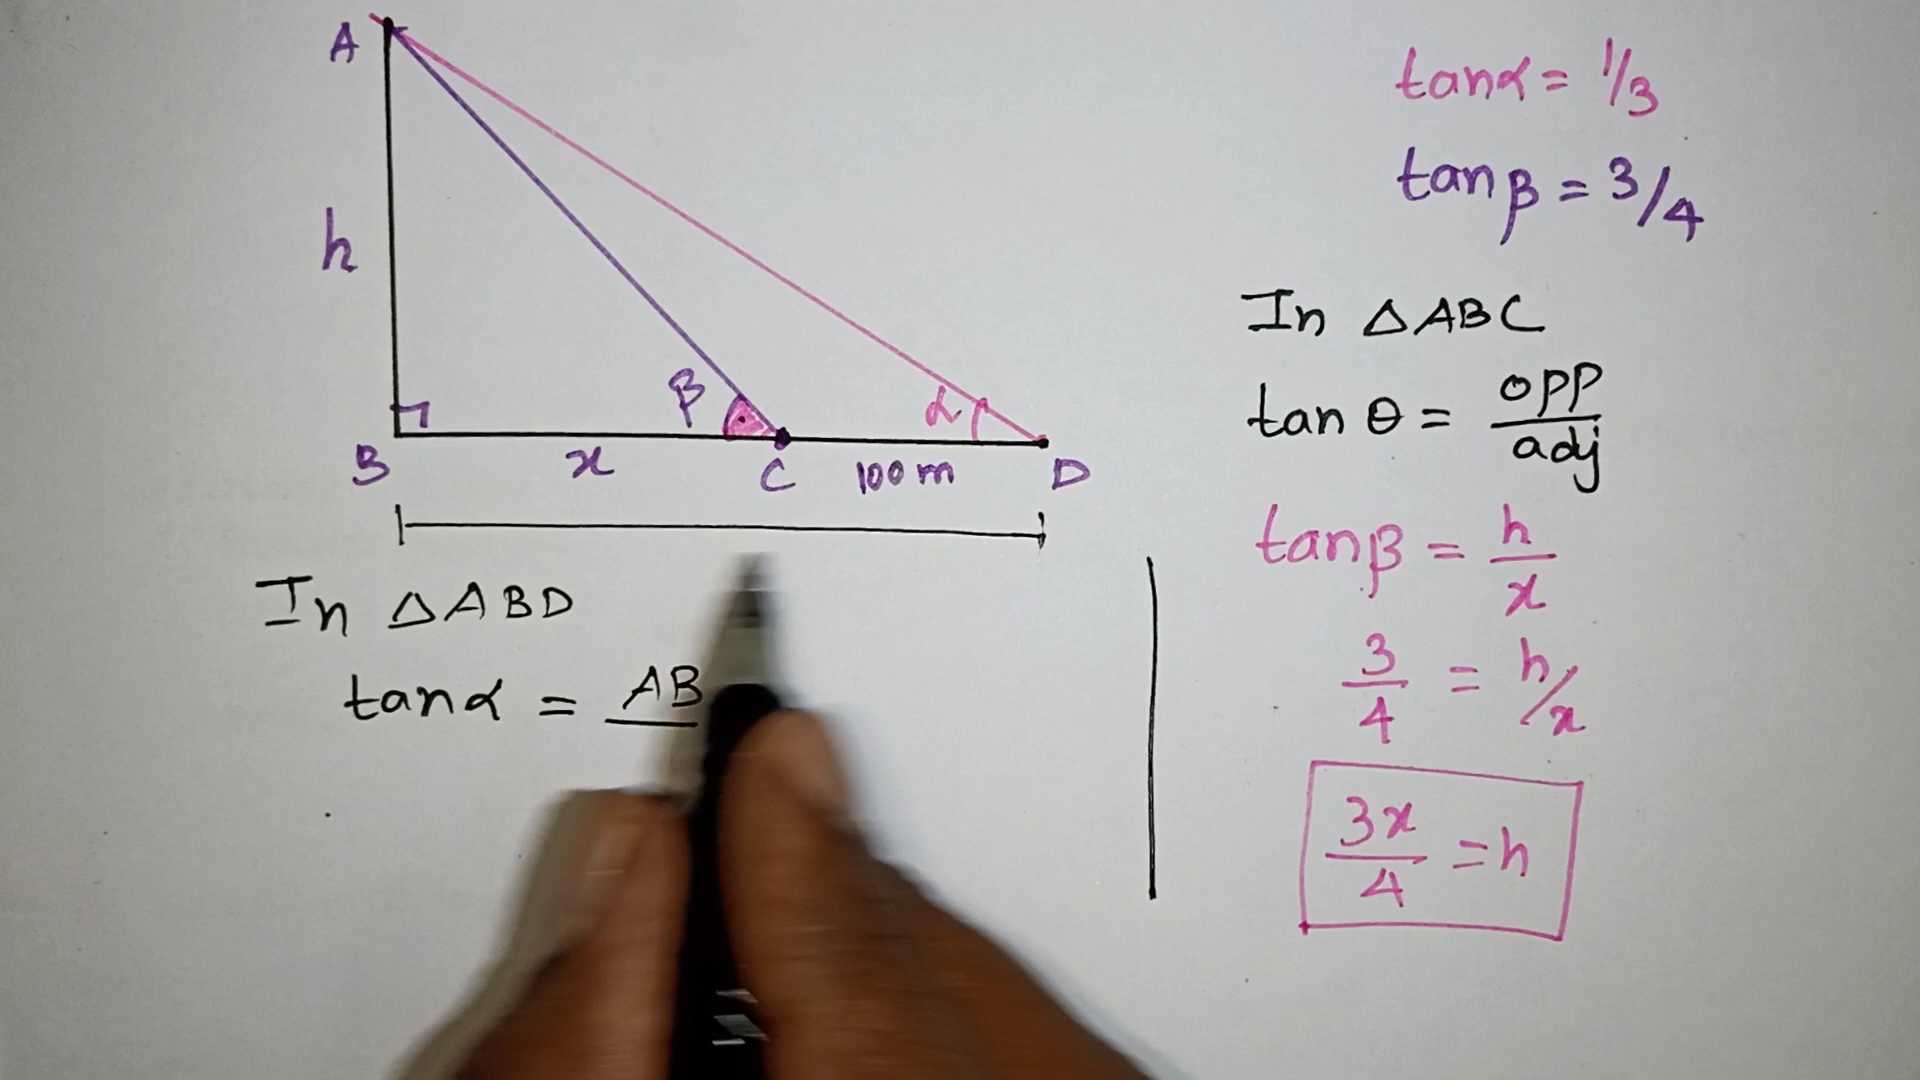 A
h
B
x
β
C
100 m
α
D
In △ABD
tanα = AB
tanα = 1/3
tanβ = 3/4
In △ABC
tan θ = opp/adj
tanβ = h/x
3/4 = h/x
3x/4 = h